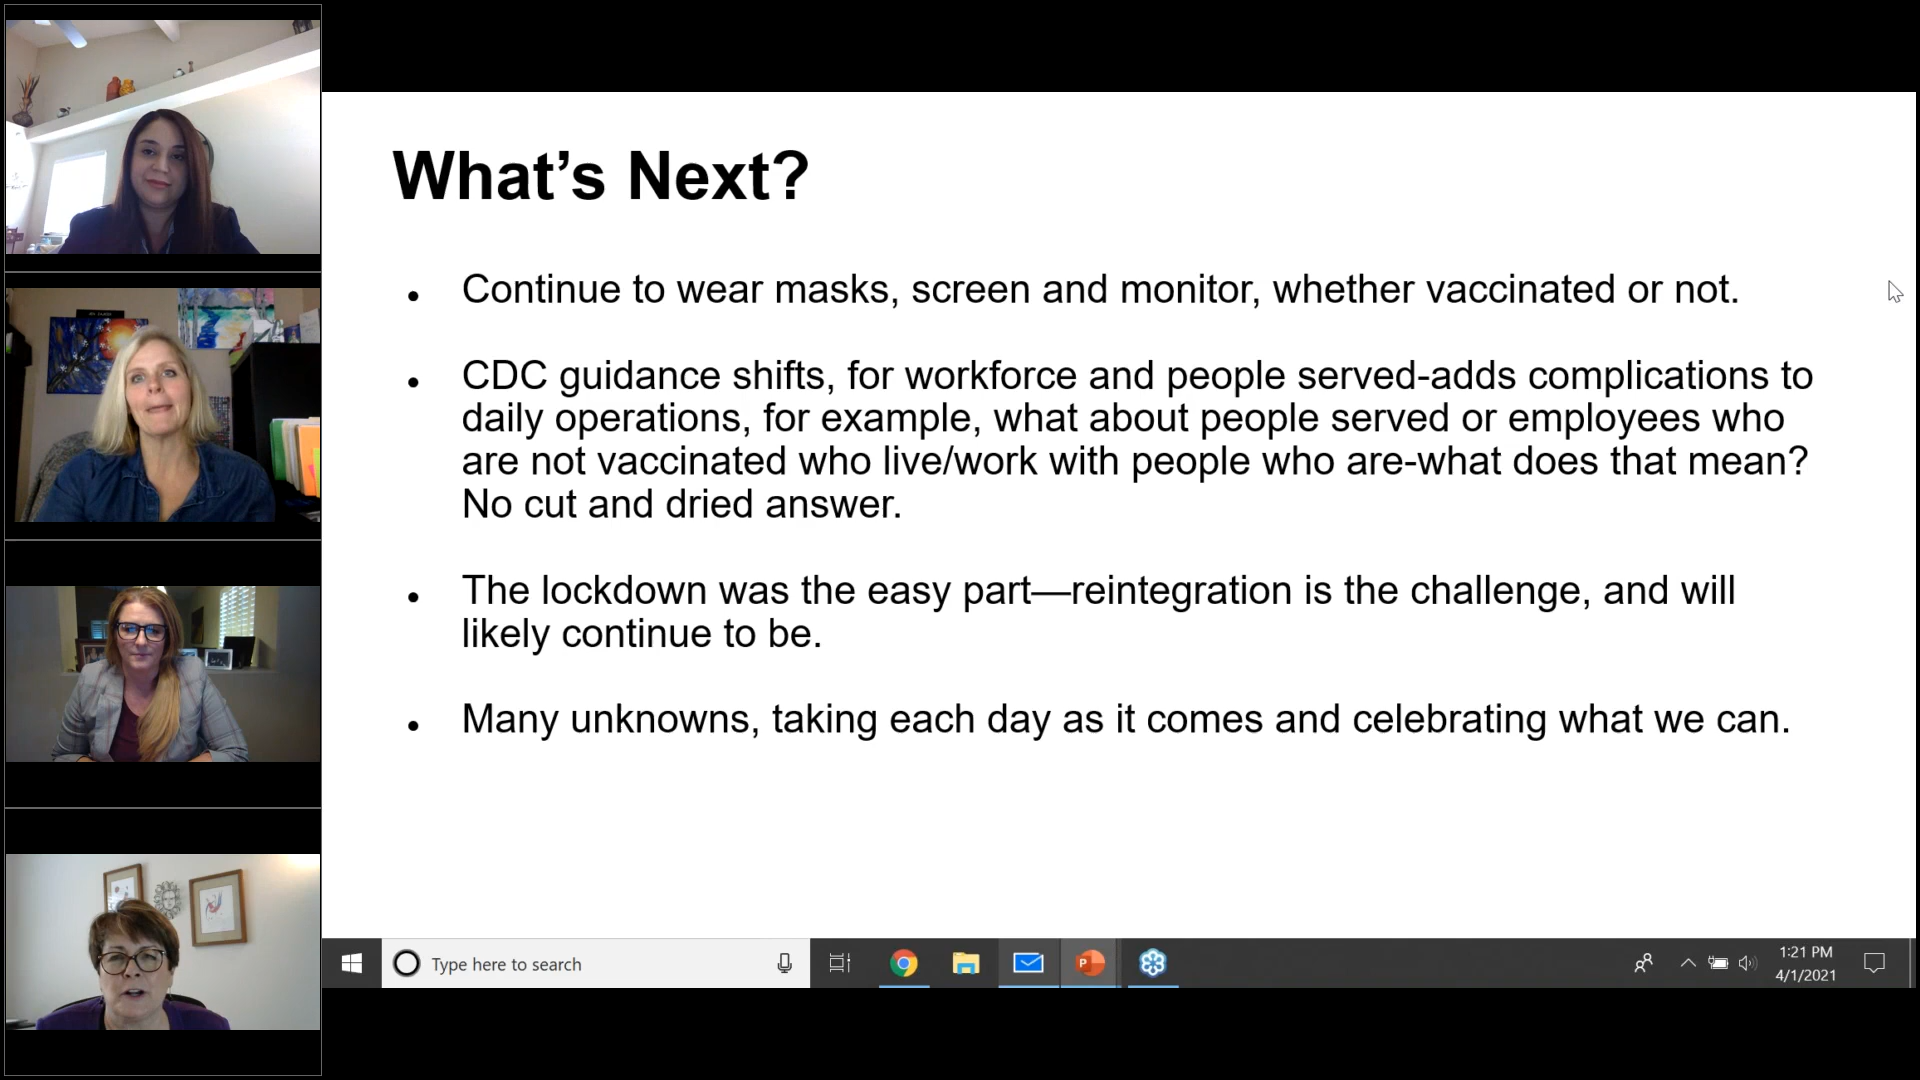 What’s Next?
● Continue to wear masks, screen and monitor, whether vaccinated or not.
● CDC guidance shifts, for workforce and people served-adds complications to
daily operations, for example, what about people served or employees who
are not vaccinated who live/work with people who are-what does that mean?
No cut and dried answer.
● The lockdown was the easy part—reintegration is the challenge, and will
likely continue to be.
● Many unknowns, taking each day as it comes and celebrating what we can.
Type here to search
P
1:21 PM
4/1/2021